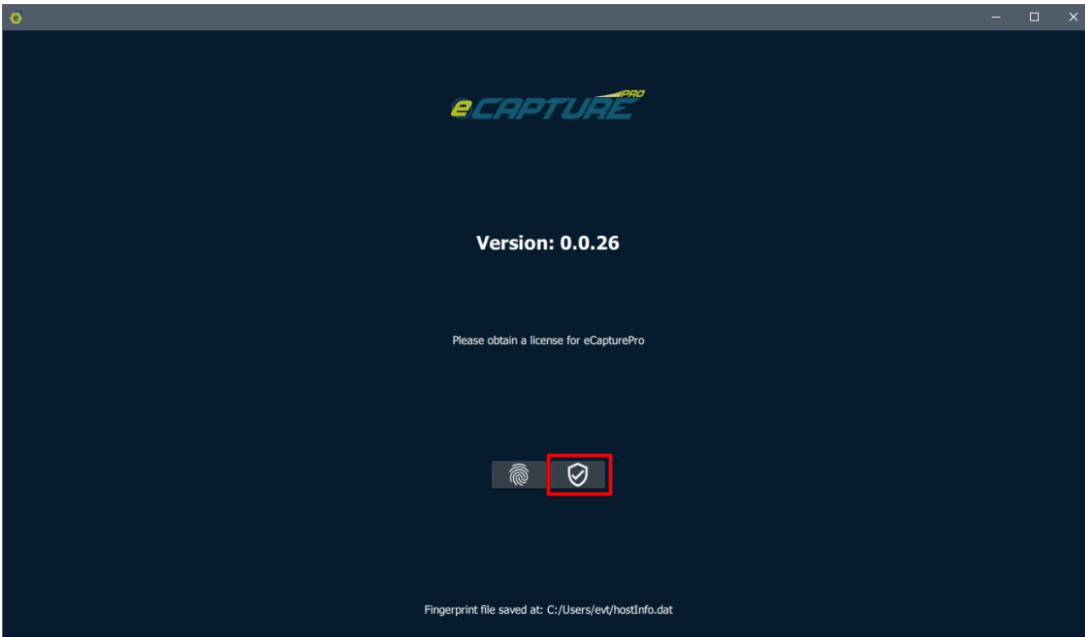 eCAPTURE PRO
Version: 0.0.26
Please obtain a license for eCapturePro
Fingerprint file saved at: C:/Users/evt/hostInfo.dat